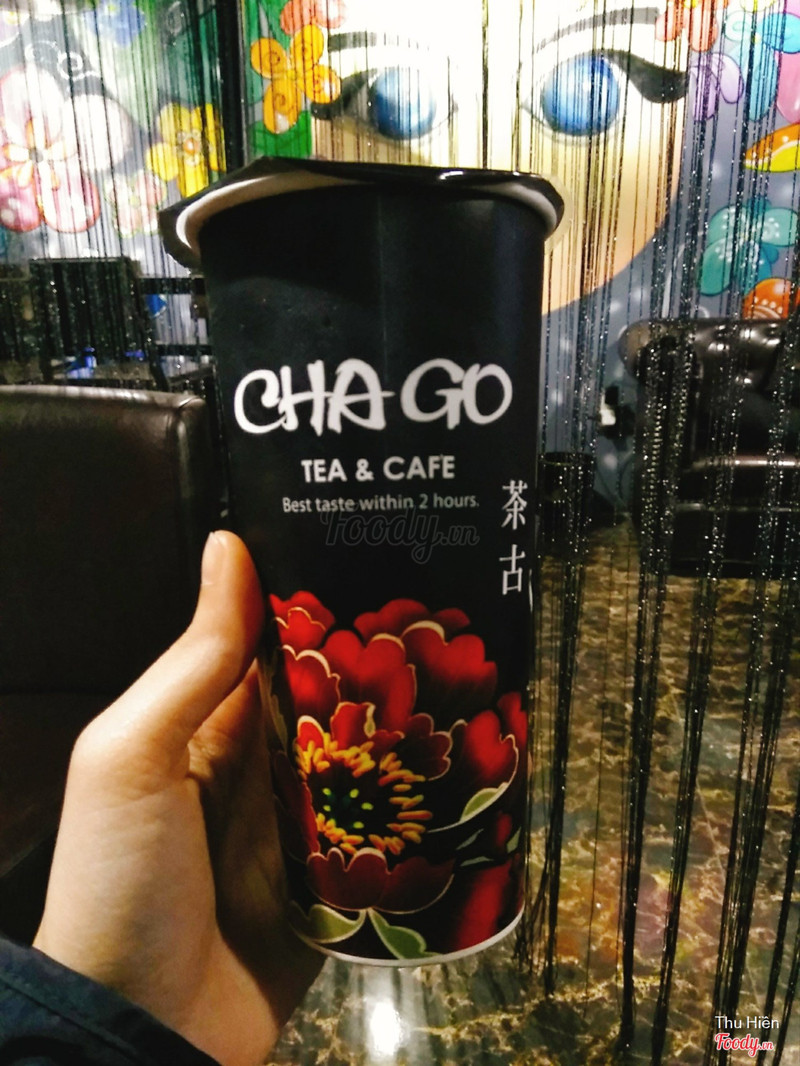 CHA GO
TEA & CAFE
Best taste within 2 hours.
茶古
Foody.vn
Thu Hiền
Foody.vn